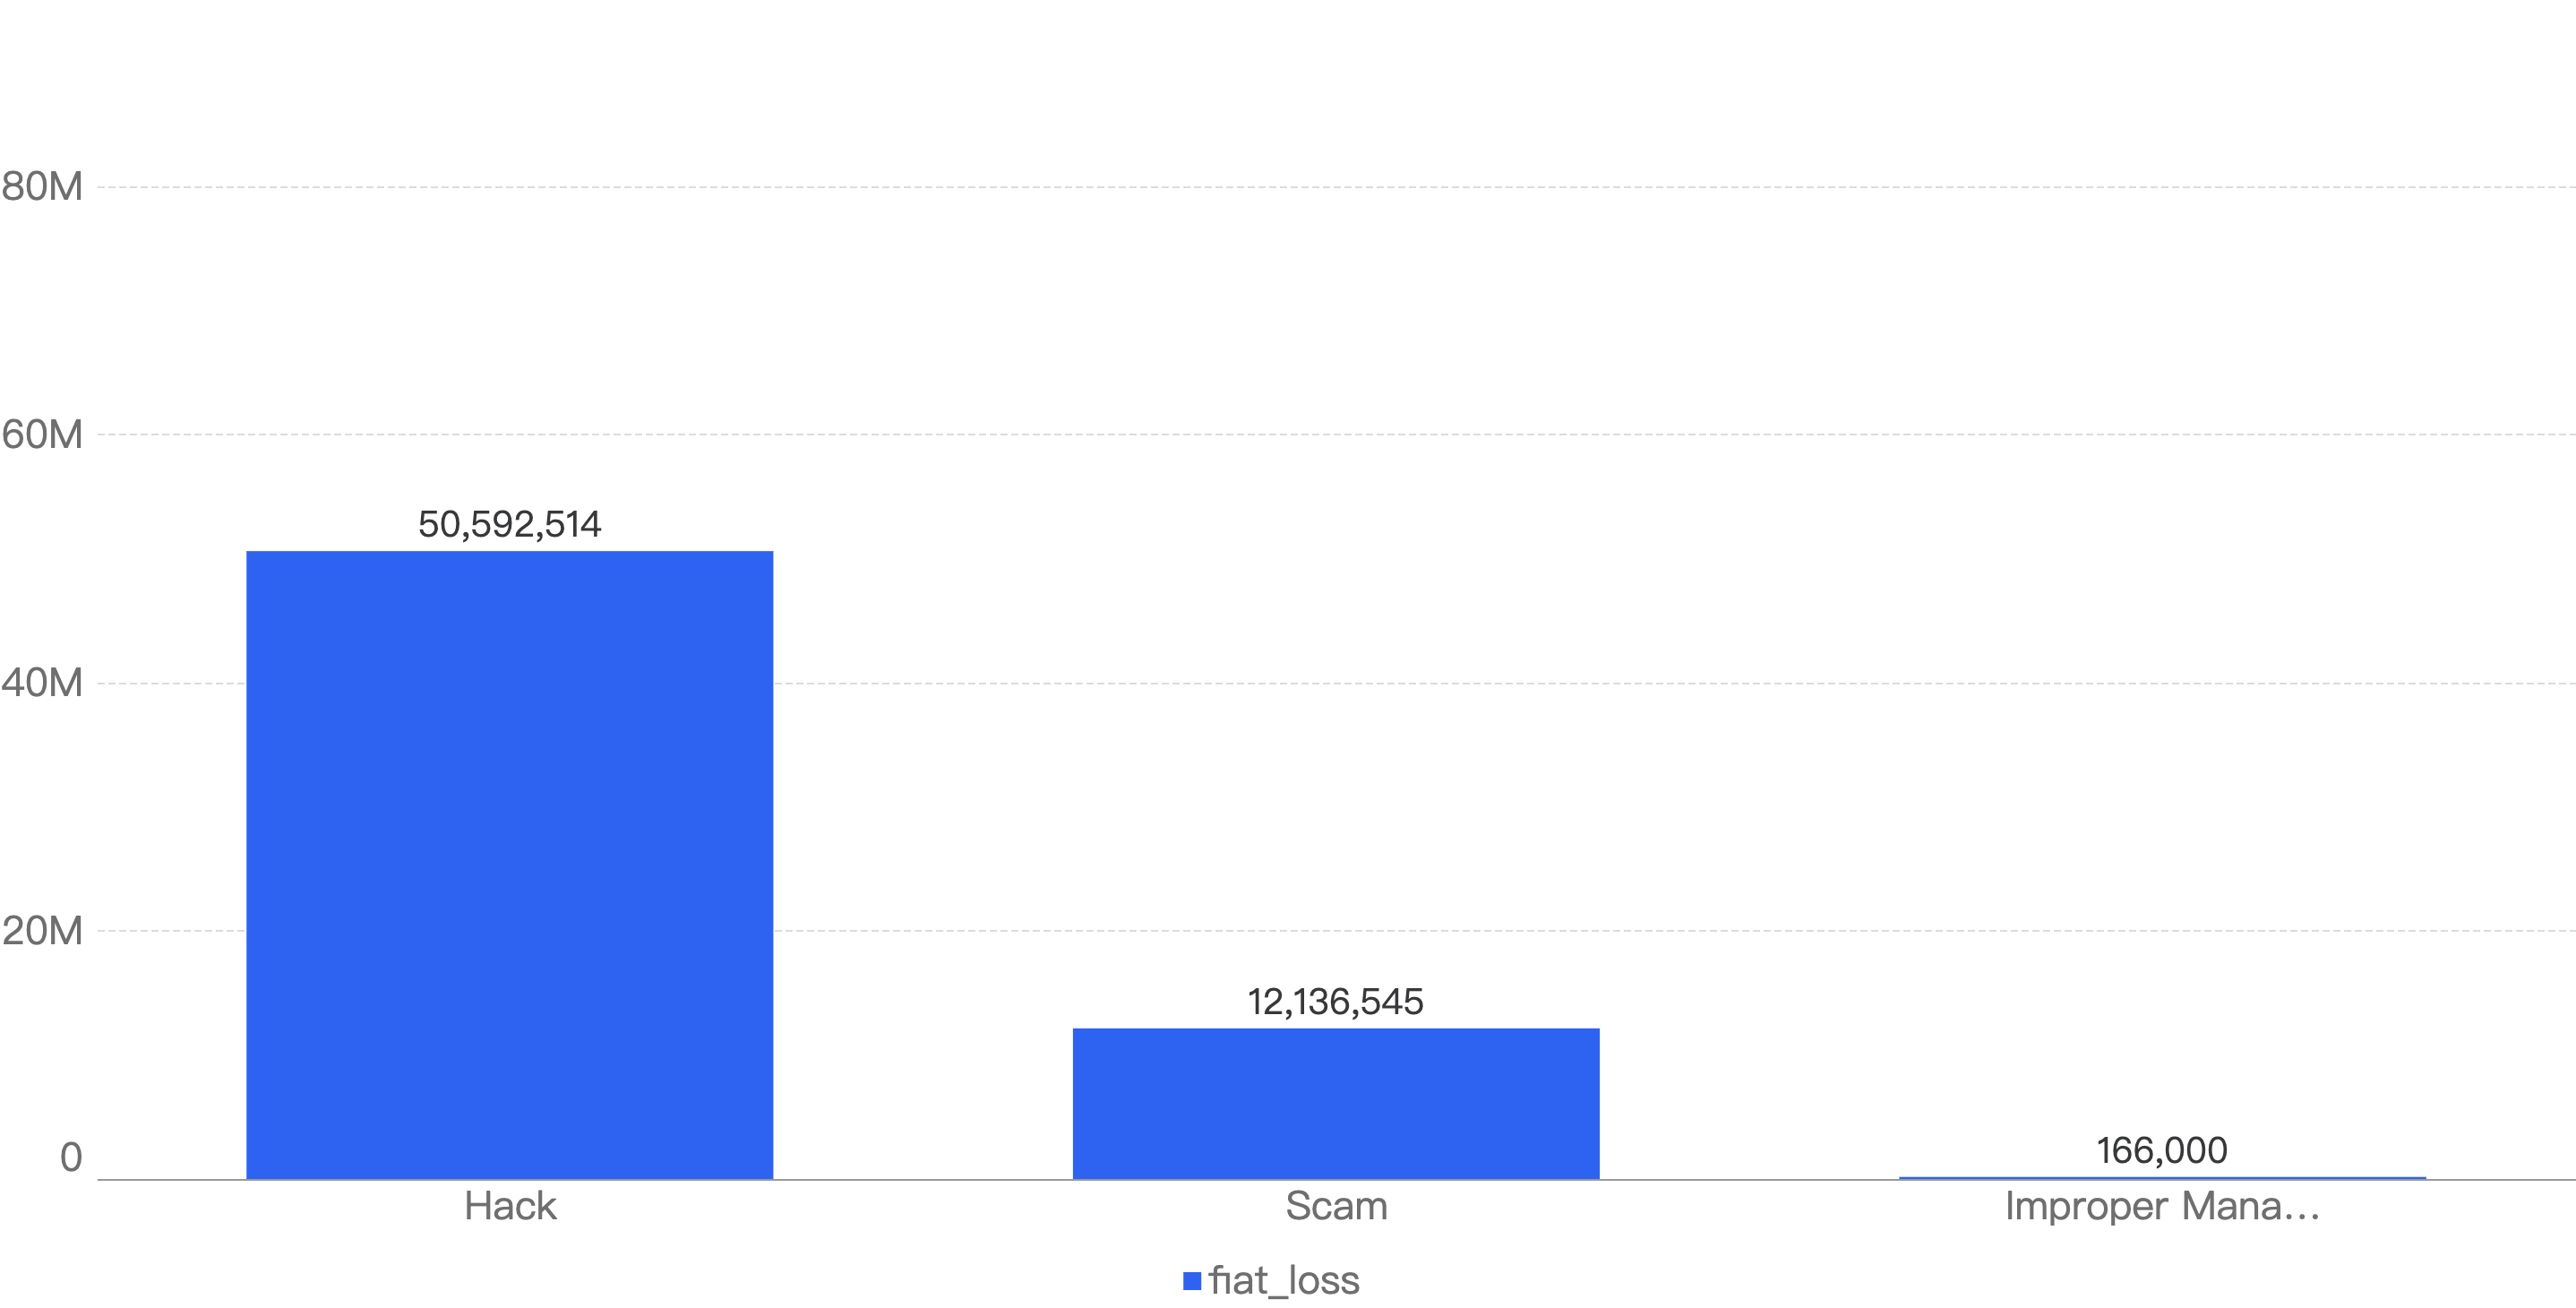 80M
60M
50,592,514
40M
20M
12,136,545
166,000
0
Hack
Scam
Improper Mana...
fiat_loss